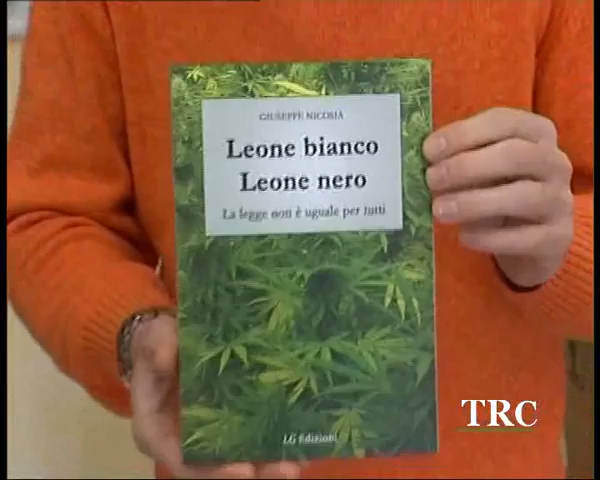 GIUSEPPE NICOSIA
Leone bianco
Leone nero
La legge non è uguale per tutti
LG Edizioni
TRC